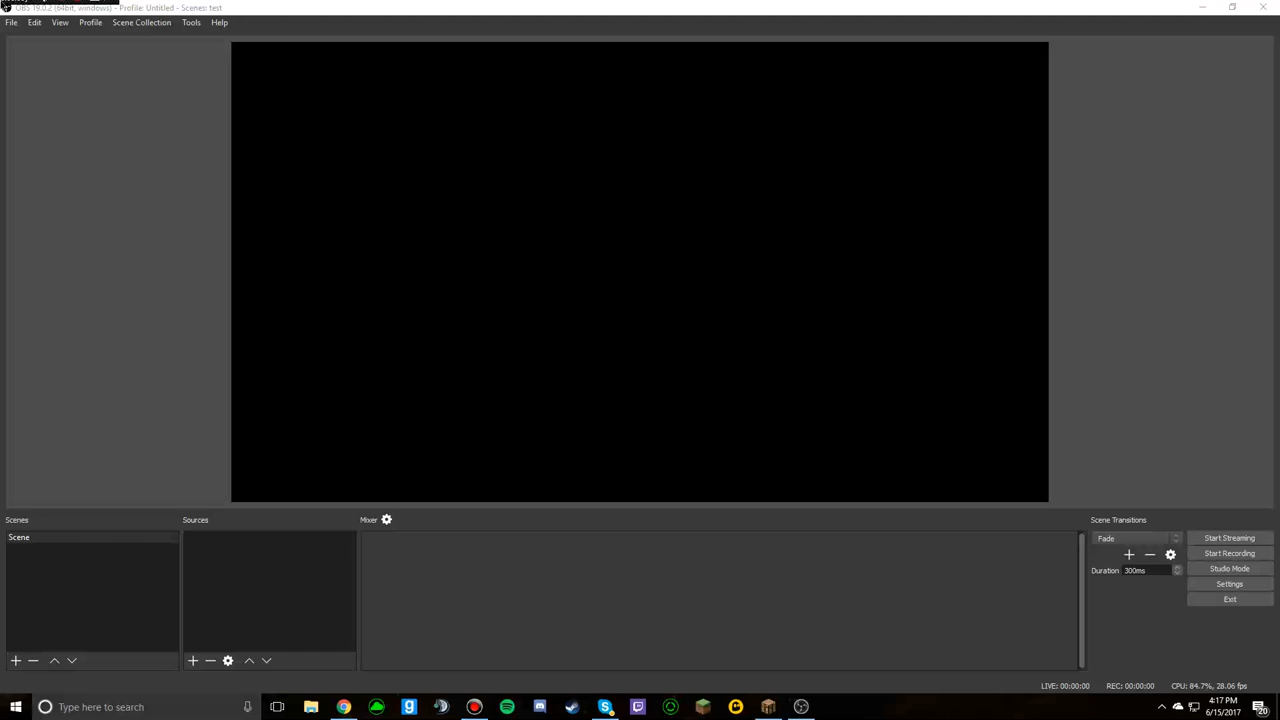 OBS 19.0.2 (64bit, windows) - Profile: Untitled - Scenes: test
File Edit View Profile Scene Collection Tools Help
Scenes
Sources
Mixer
Scene Transitions
Scene
Fade
Duration 300ms
Start Streaming
Start Recording
Studio Mode
Settings
Exit
LIVE: 00:00:00 REC: 00:00:00 CPU: 84.7%, 28.06 fps
Type here to search
4:17 PM
6/15/2017
20